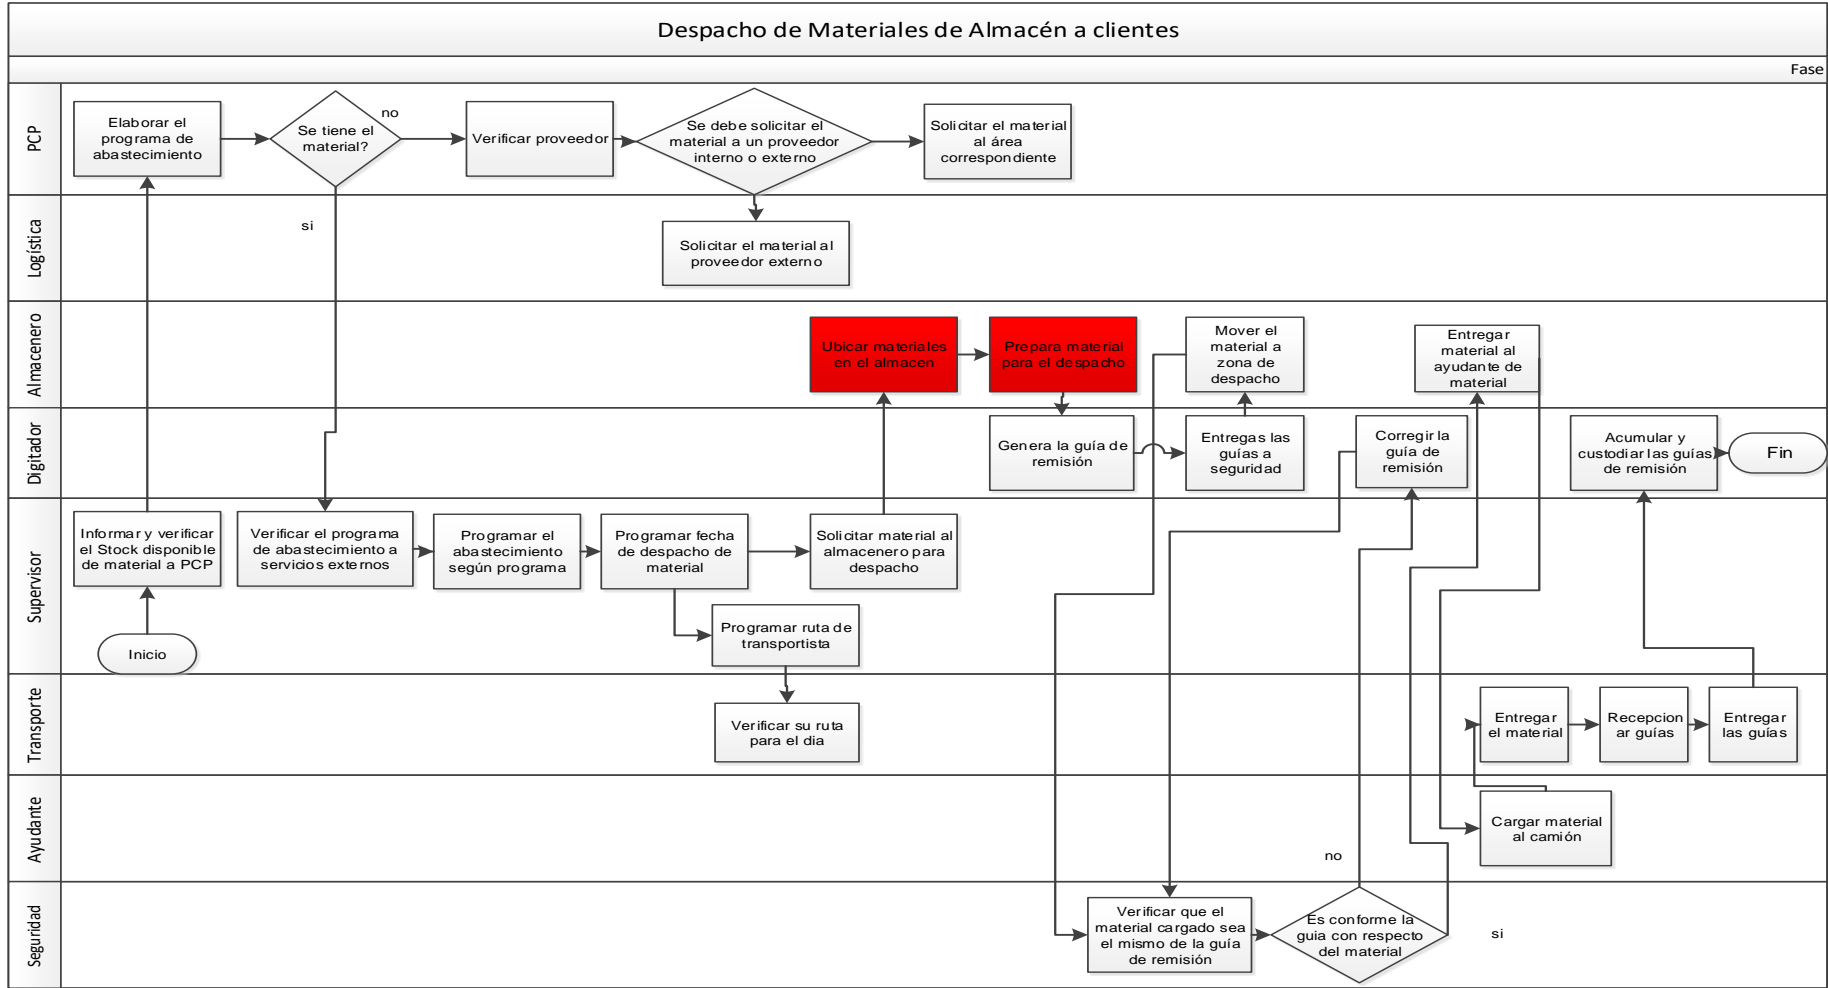 Despacho de Materiales de Almacén a clientes
Fase
PCP
Elaborar el
programa de
abastecimiento
Se tiene el
material?
no
Verificar proveedor
Se debe solicitar el
material a un proveedor
interno o externo
Solicitar el material
al área
correspondiente
si
Logística
Solicitar el material al
proveedor externo
Almacenero
Ubicar materiales
en el almacen
Prepara material
para el despacho
Mover el
material a
zona de
despacho
Entregar
material al
ayudante de
material
Digitador
Genera la guía de
remisión
Entregas las
guías a
seguridad
Corregir la
guía de
remisión
Acumular y
custodiar las guías
de remisión
Fin
Supervisor
Informar y verificar
el Stock disponible
de material a PCP
Verificar el programa
de abastecimiento a
servicios externos
Programar el
abastecimiento
según programa
Programar fecha
de despacho de
material
Solicitar material al
almacenero para
despacho
Programar ruta de
transportista
Inicio
Transporte
Verificar su ruta
para el dia
Entregar
el material
Recepcion
ar guías
Entregar
las guías
Ayudante
Cargar material
al camión
no
Seguridad
Verificar que el
material cargado sea
el mismo de la guía
de remisión
Es conforme la
guia con respecto
del material
si